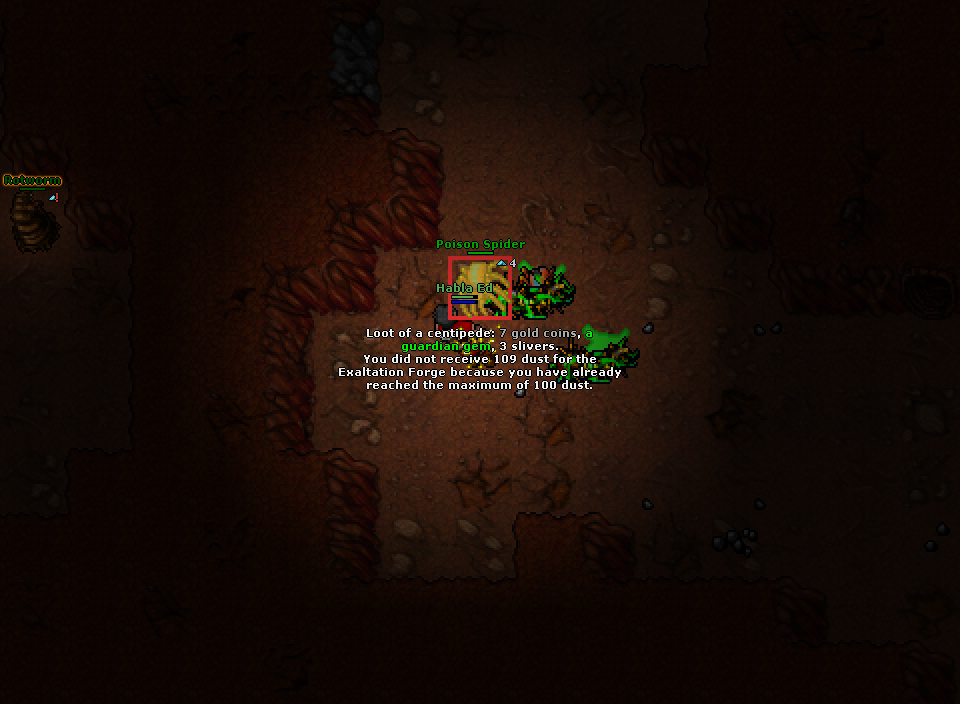 Rotworm
Poison Spider
4
Habla Ed
Loot of a centipede: 7 gold coins, a
guardian gem, 3 slivers.
You did not receive 109 dust for the
Exaltation Forge because you have already
reached the maximum of 100 dust.